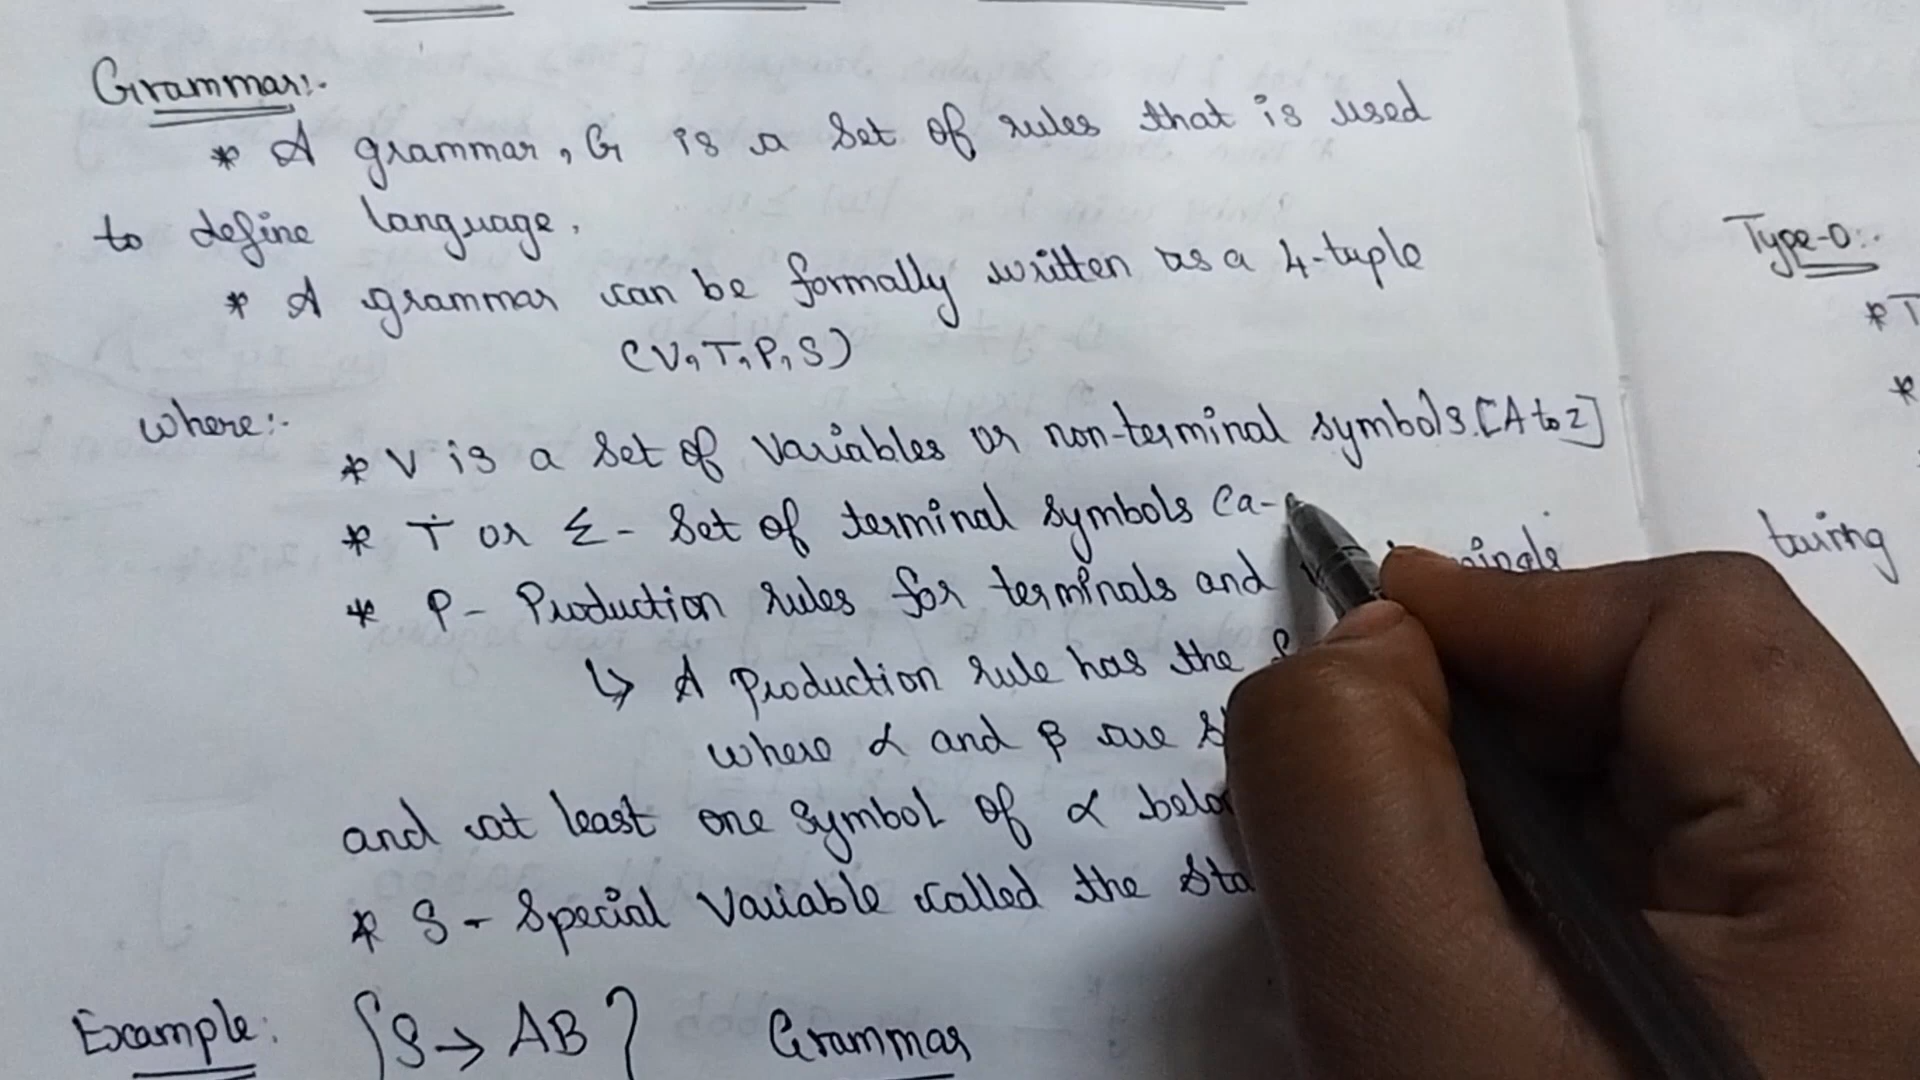 Grammar:-
* A grammar, G is a set of rules that is used
to define language.
* A grammar can be formally written as a 4-tuple
(V, T, P, S)
where:-
* V is a set of variables or non-terminal symbols. [A to Z]
* T or Σ - Set of terminal symbols (a-
* P - Production rules for terminals and
↳ A production rule has the
where α and β are
and at least one symbol of α
* S - Special variable called the
Example: {S → AB } Grammar
Type-0:-
* T
*
turing